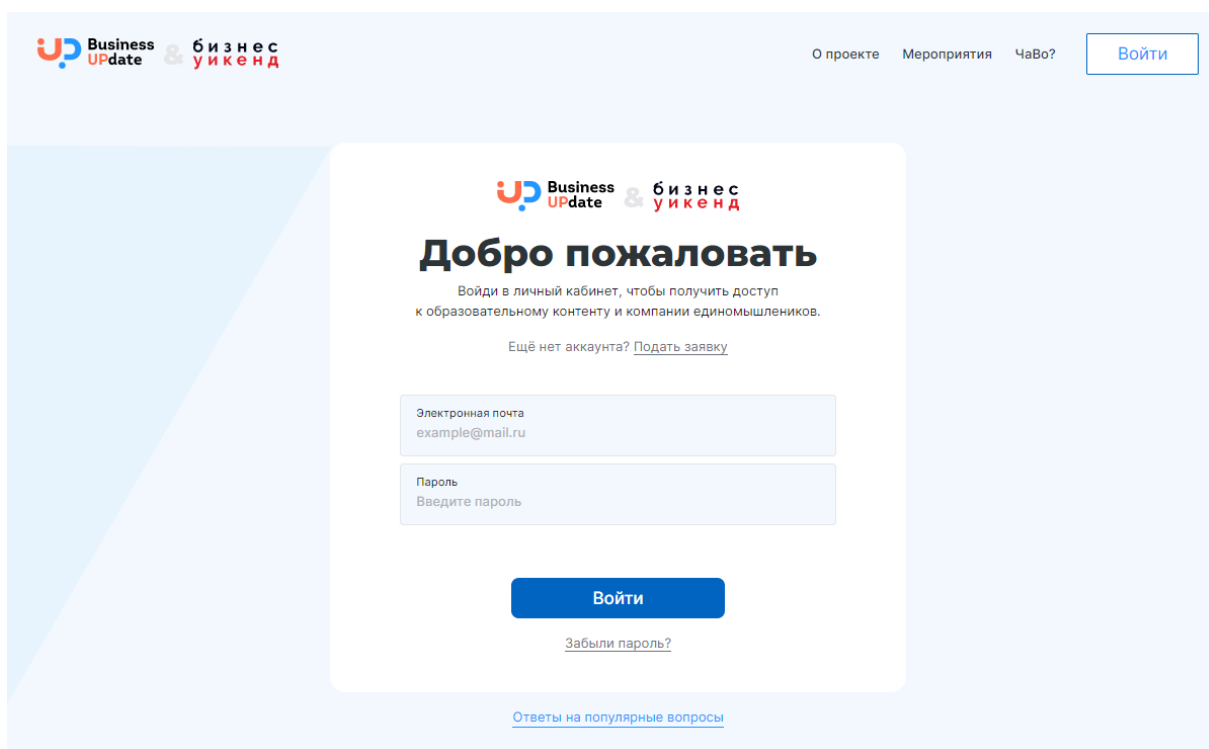 Business
UPdate
&
бизнес
уикенд
О проекте
Мероприятия
ЧаВо?
Войти
Business
UPdate
&
бизнес
уикенд
Добро пожаловать
Войди в личный кабинет, чтобы получить доступ
к образовательному контенту и компании единомышлеников.
Ещё нет аккаунта? Подать заявку
Электронная почта
example@mail.ru
Пароль
Введите пароль
Войти
Забыли пароль?
Ответы на популярные вопросы